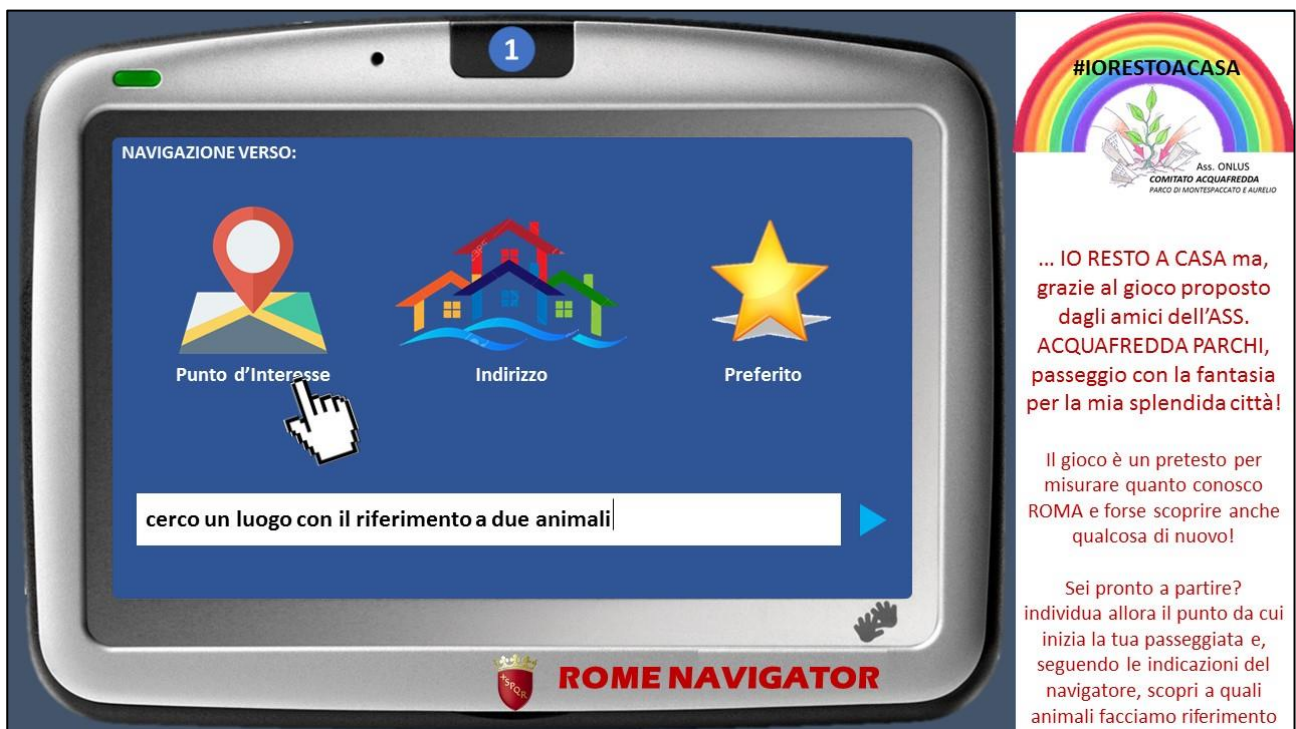 1
NAVIGAZIONE VERSO:
Punto d'Interesse
Indirizzo
Preferito
cerco un luogo con il riferimento a due animali
SPQR
ROME NAVIGATOR
#IORESTOACASA
Ass. ONLUS
COMITATO ACQUAFREDDA
PARCO DI MONTESPACCATO E AURELIO
... IO RESTO A CASA ma,
grazie al gioco proposto
dagli amici dell'ASS.
ACQUAFREDDA PARCHI,
passeggio con la fantasia
per la mia splendida città!
Il gioco è un pretesto per
misurare quanto conosco
ROMA e forse scoprire anche
qualcosa di nuovo!
Sei pronto a partire?
individua allora il punto da cui
inizia la tua passeggiata e,
seguendo le indicazioni del
navigatore, scopri a quali
animali facciamo riferimento